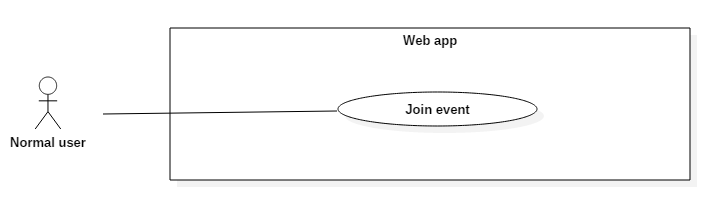 Web app
Join event
Normal user